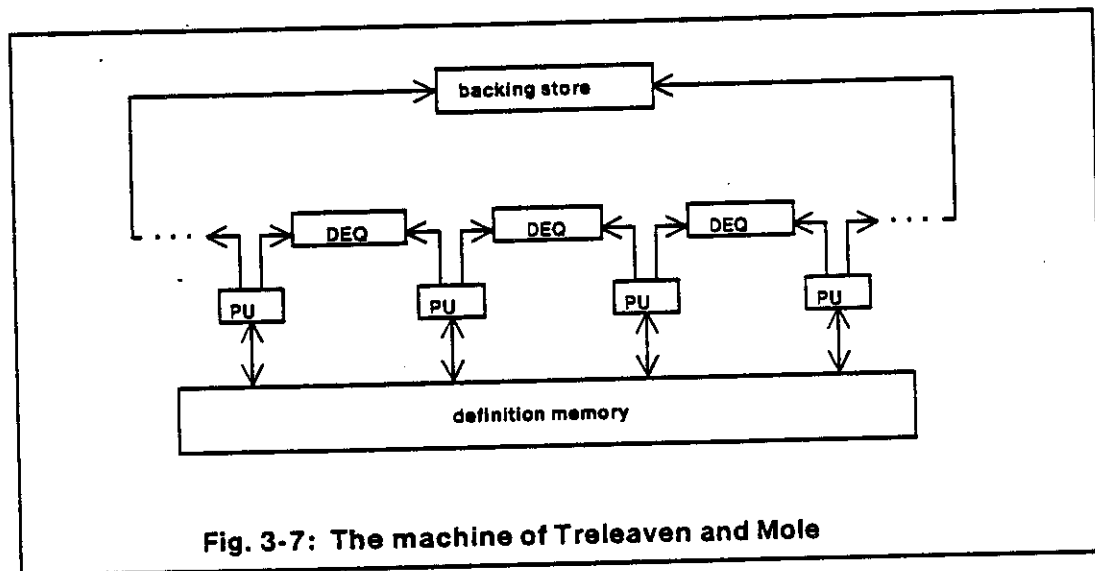 backing store
DEQ DEQ DEQ
PU PU PU PU
definition memory
Fig. 3-7: The machine of Treleaven and Mole